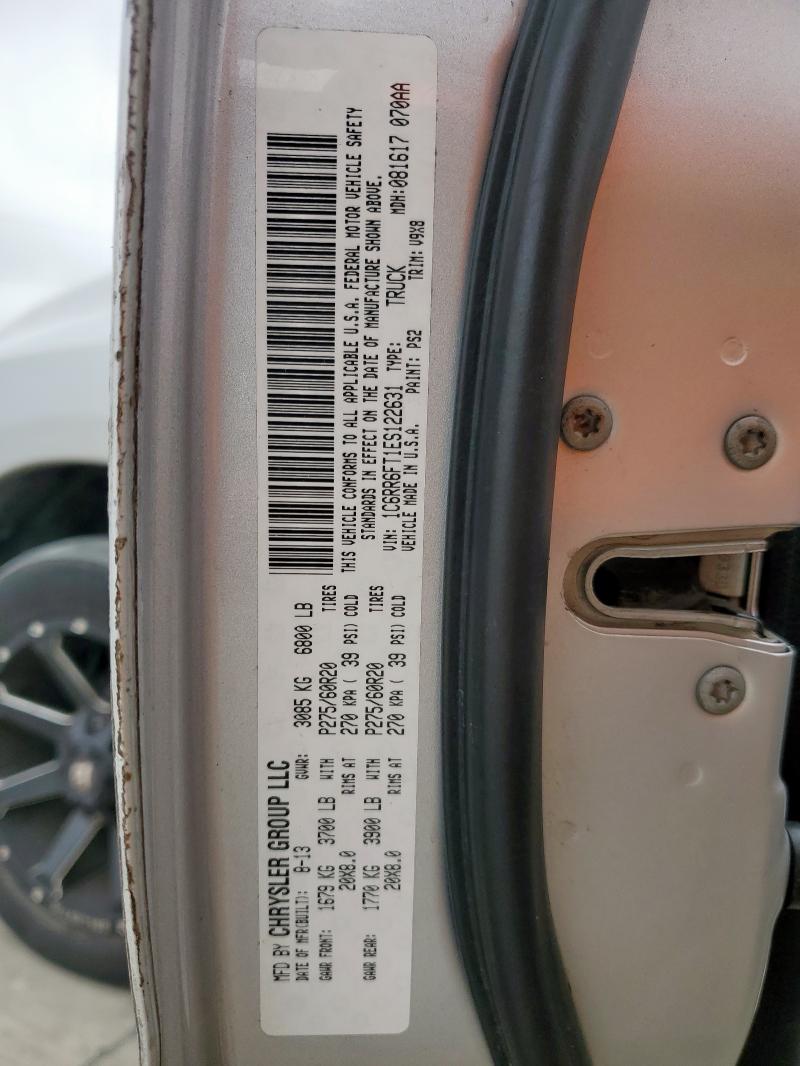 MFD BY CHRYSLER GROUP LLC
DATE OF MFR(BUILT): 8-13 GVWR: 3085 KG 6800 LB
GAWR FRONT: 1679 KG 3700 LB WITH P275/60R20 TIRES
20X8.0 RIMS AT 270 KPA ( 39 PSI) COLD
GAWR REAR: 1770 KG 3900 LB WITH P275/60R20 TIRES
20X8.0 RIMS AT 270 KPA ( 39 PSI) COLD
THIS VEHICLE CONFORMS TO ALL APPLICABLE U.S.A. FEDERAL MOTOR VEHICLE SAFETY
STANDARDS IN EFFECT ON THE DATE OF MANUFACTURE SHOWN ABOVE.
VIN: 1C6RR6FT1ES122631 TYPE: TRUCK MDH:081617 070AA
VEHICLE MADE IN U.S.A. PAINT: PS2 TRIM: V9X8